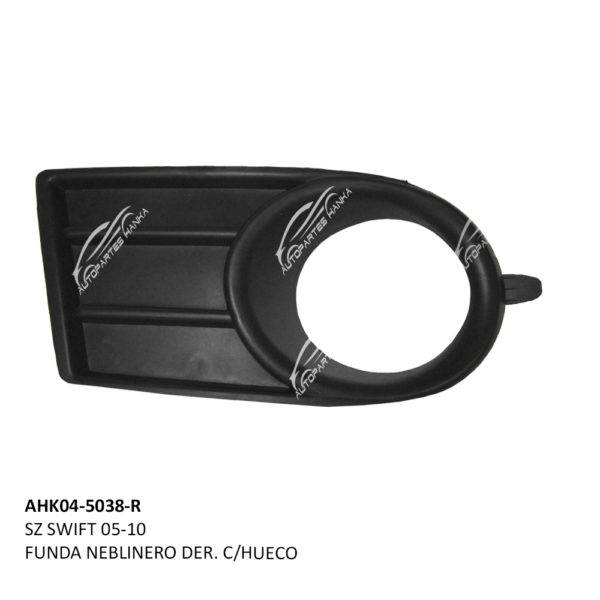 AUTOPARTES HANKA
AUTOPARTES HANKA
AUTOPARTES HANKA
AUTOPARTES HANKA
AHK04-5038-R
SZ SWIFT 05-10
FUNDA NEBLINERO DER. C/HUECO